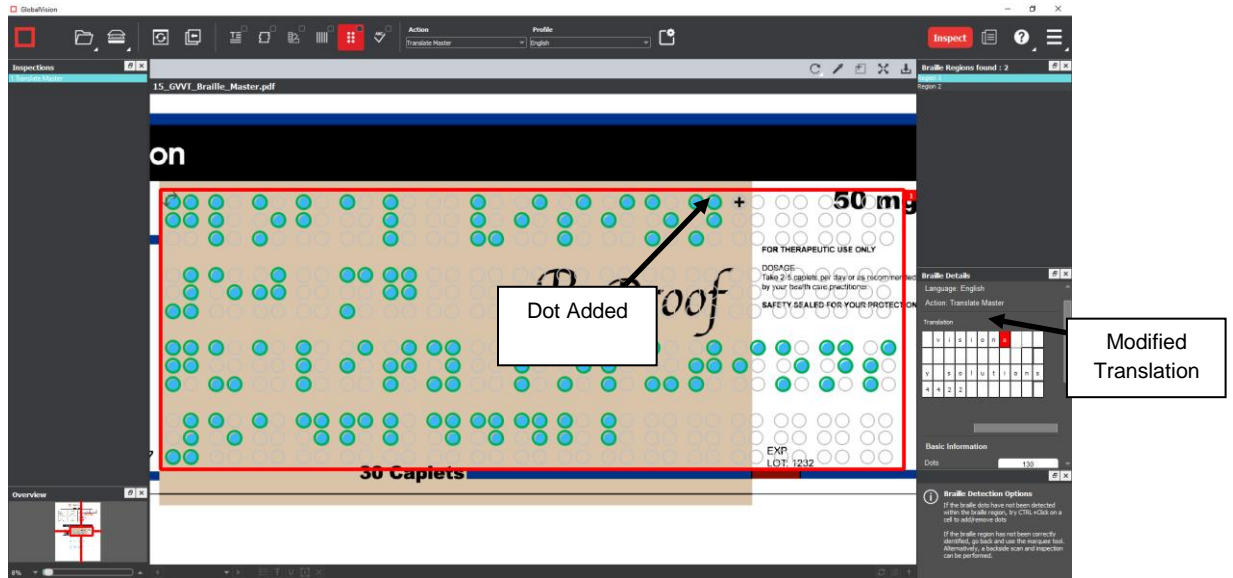 GlobalVision
Action
Translate Master
Profile
English
Inspect
Inspections
1 Translate Master
15_GVVT_Braille_Master.pdf
Braille Regions found : 2
Region 1
Region 2
on
+
50 mg
1
FOR THERAPEUTIC USE ONLY
DOSAGE
Take 2-5 caplets per day or as recommended
by your health care practitioner.
SAFETY SEALED FOR YOUR PROTECTION
Proof
Dot Added
EXP.
LOT: 1232
30 Caplets
Braille Details
Language: English
Action: Translate Master
Translation
v i s i o n a
y s o l u t i o n s
4 4 2 2
Modified
Translation
Basic Information
Dots 130
Braille Detection Options
If the braille dots have not been detected
within the braille region, try CTRL+Click on a
cell to add/remove dots
If the braille region has not been correctly
identified, go back and use the marquee tool.
Alternatively, a backside scan and inspection
can be performed.
Overview
8%